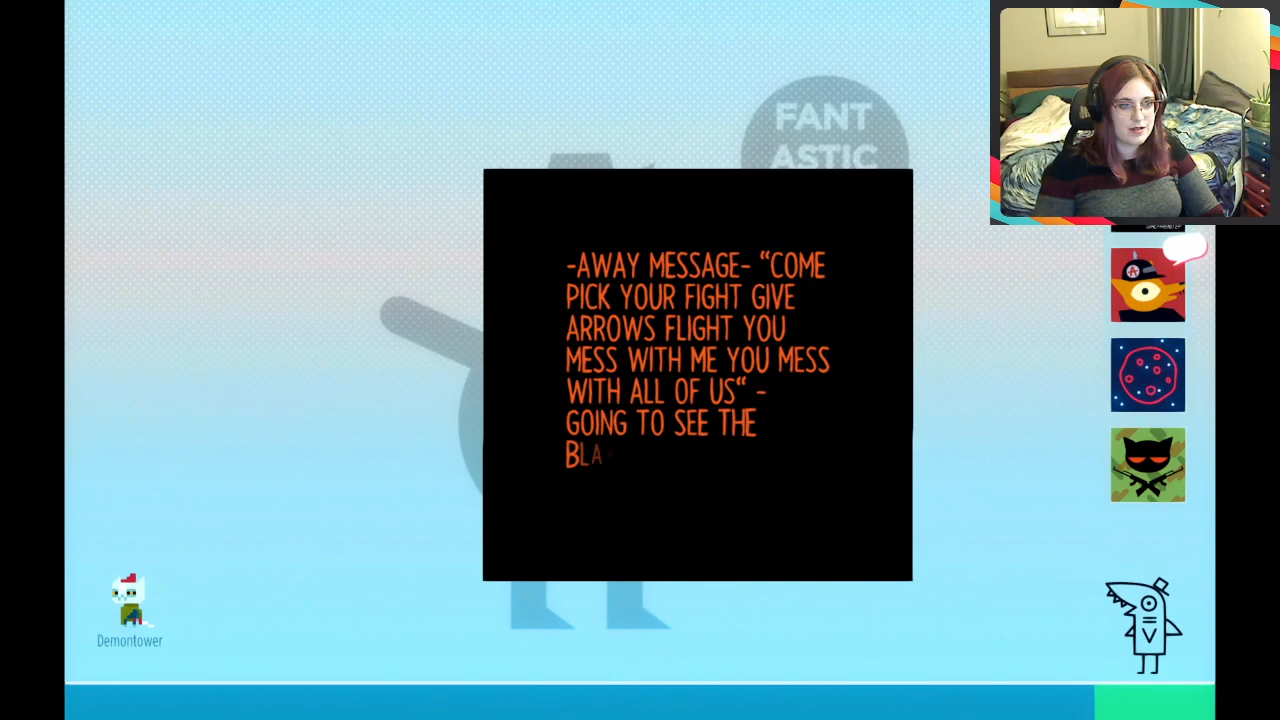 FANT
ASTIC
-AWAY MESSAGE- “COME
PICK YOUR FIGHT GIVE
ARROWS FLIGHT YOU
MESS WITH ME YOU MESS
WITH ALL OF US“ -
GOING TO SEE THE
BLA
Demontower